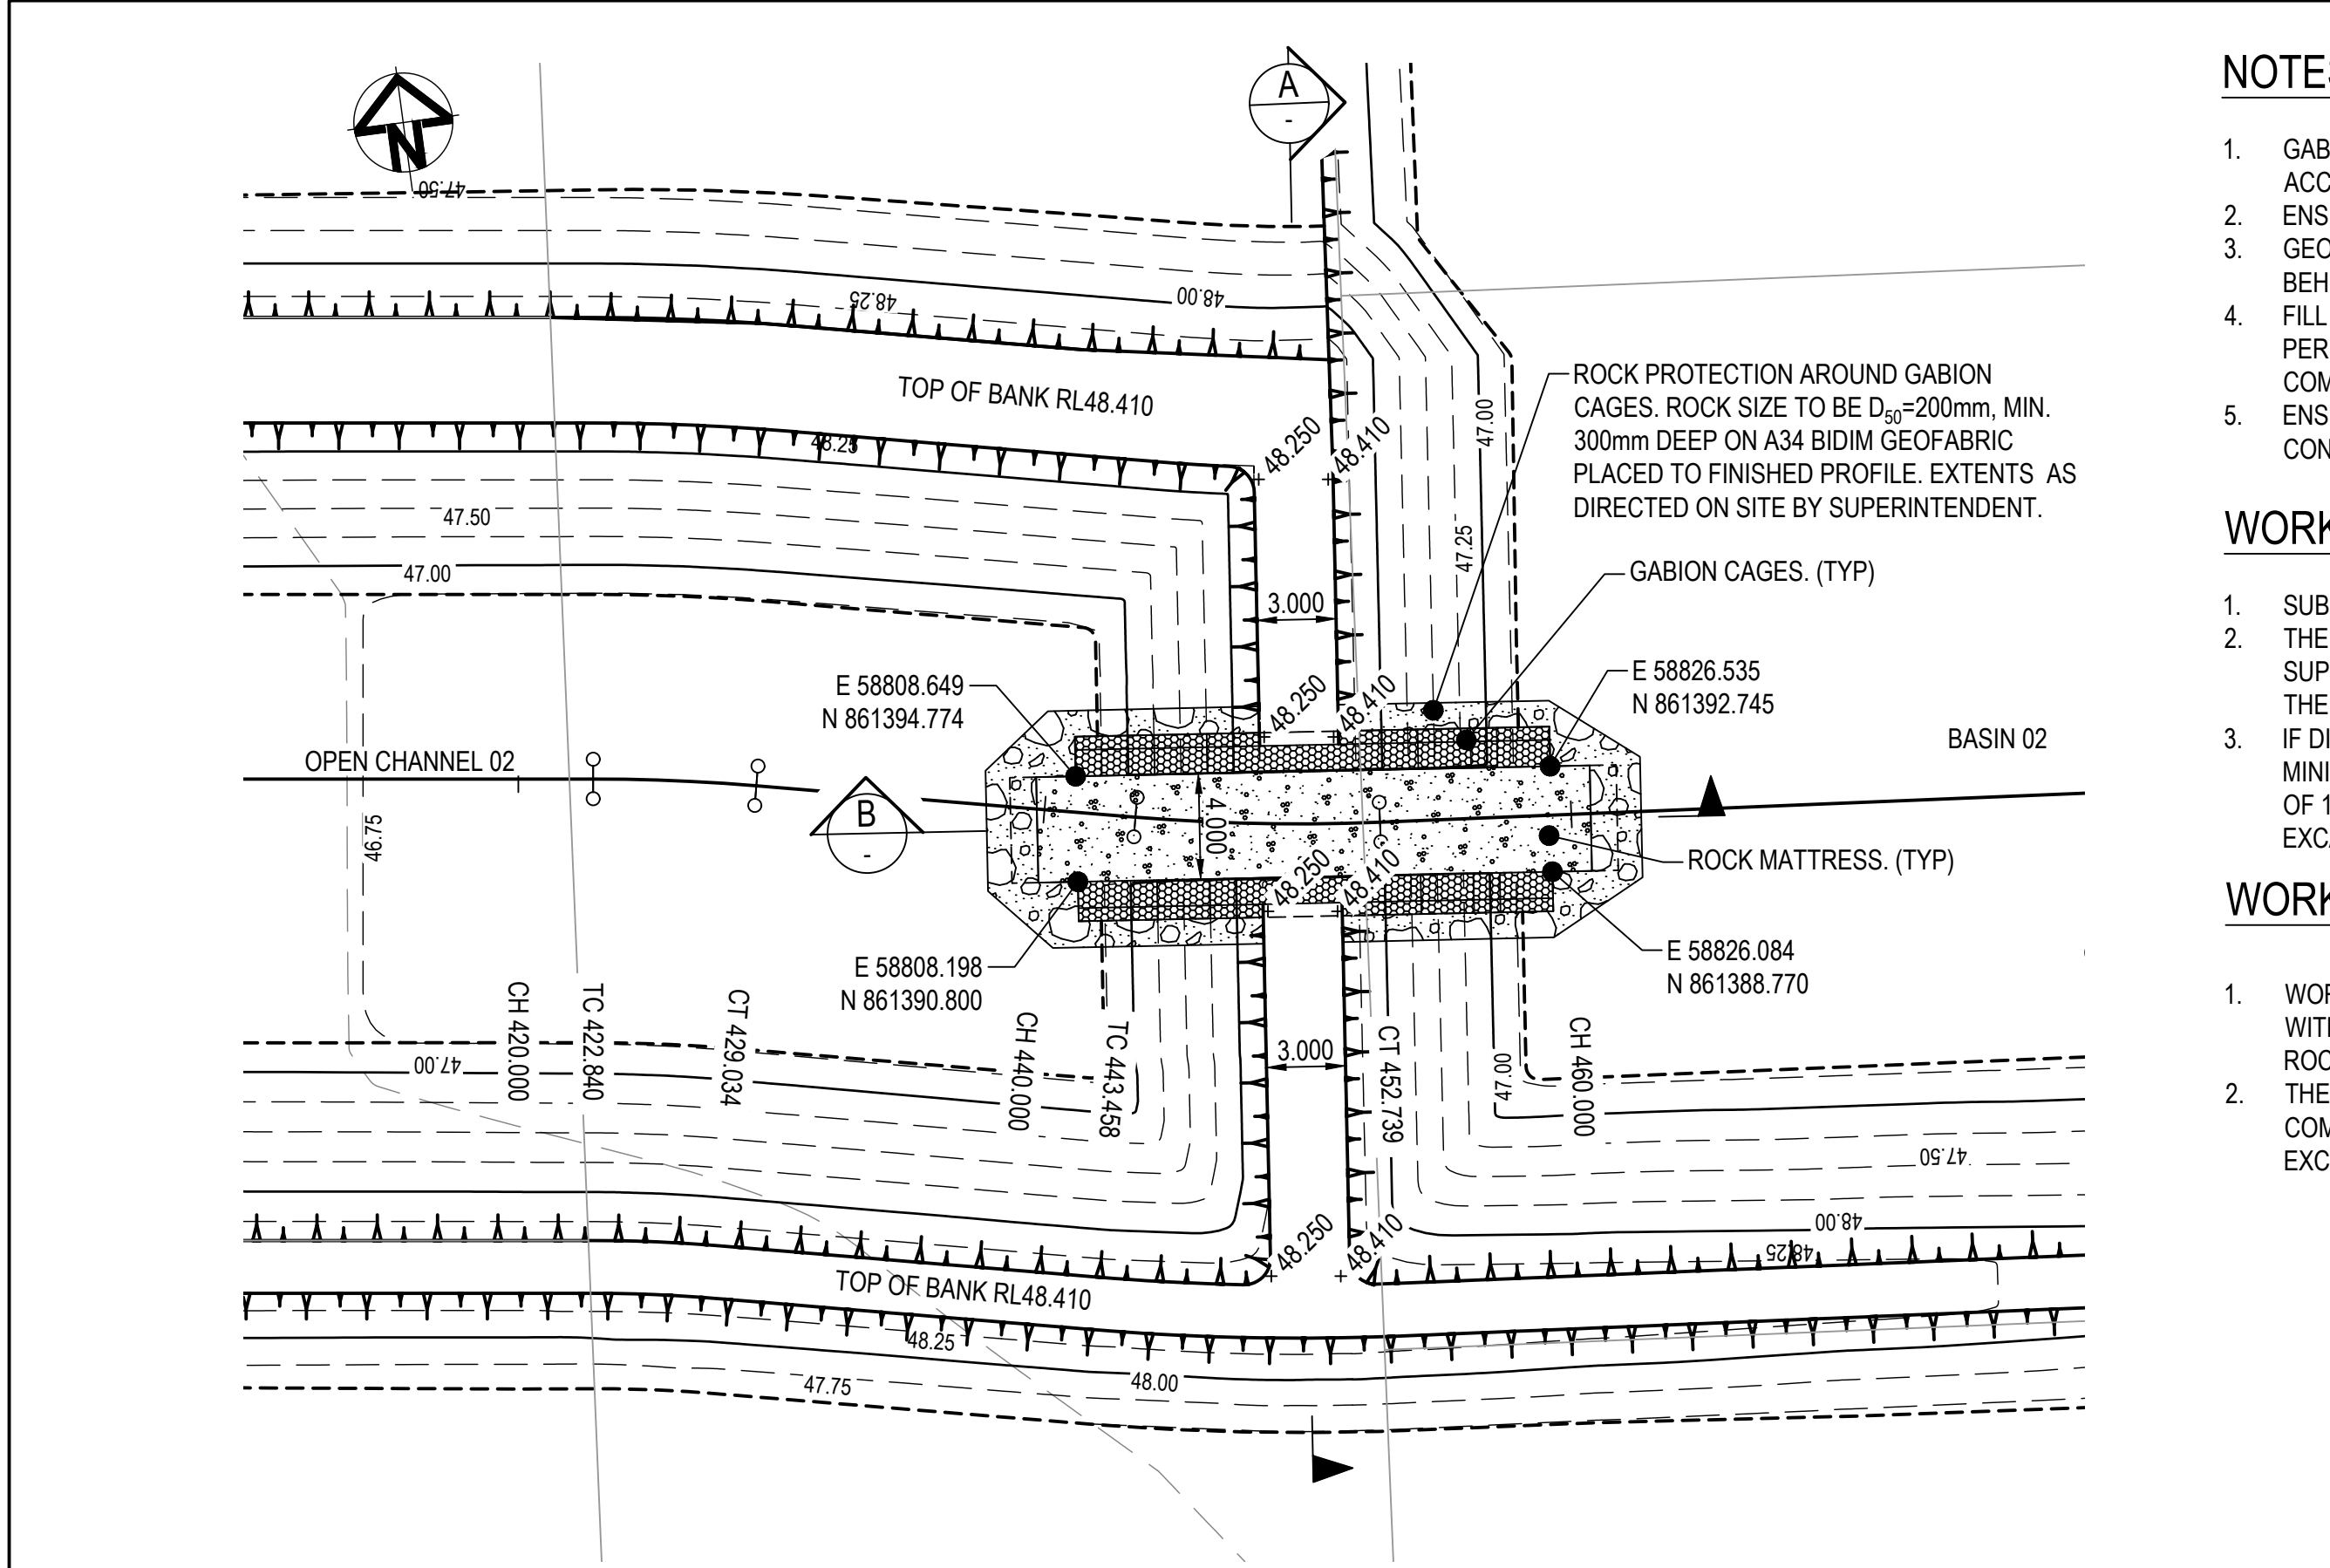 NOTES
A
-
N
47.50
1. GAB
ACC
2. ENS
3. GEO
BEH
4. FILL
PER
COM
5. ENS
CON
48.25
48.00
TOP OF BANK RL48.410
48.25
47.50
47.00
48.250
48.410
47.00
47.25
ROCK PROTECTION AROUND GABION
CAGES. ROCK SIZE TO BE D50=200mm, MIN.
300mm DEEP ON A34 BIDIM GEOFABRIC
PLACED TO FINISHED PROFILE. EXTENTS AS
DIRECTED ON SITE BY SUPERINTENDENT.
GABION CAGES. (TYP)
WORK
1. SUB
2. THE
SUP
THE
3. IF DI
MINI
OF 1
EXCA
3.000
E 58808.649
N 861394.774
E 58826.535
N 861392.745
48.250
48.410
OPEN CHANNEL 02
BASIN 02
46.75
B
-
4.000
ROCK MATTRESS. (TYP)
48.250
48.410
E 58808.198
N 861390.800
E 58826.084
N 861388.770
WORK
1. WOR
WITH
ROC
2. THE
COM
EXC
CH 420.000
TC 422.840
CT 429.034
CH 440.000
TC 443.458
CT 452.739
CH 460.000
47.00
3.000
47.00
47.50
48.00
48.25
48.250
48.410
TOP OF BANK RL48.410
48.25
47.75
48.00